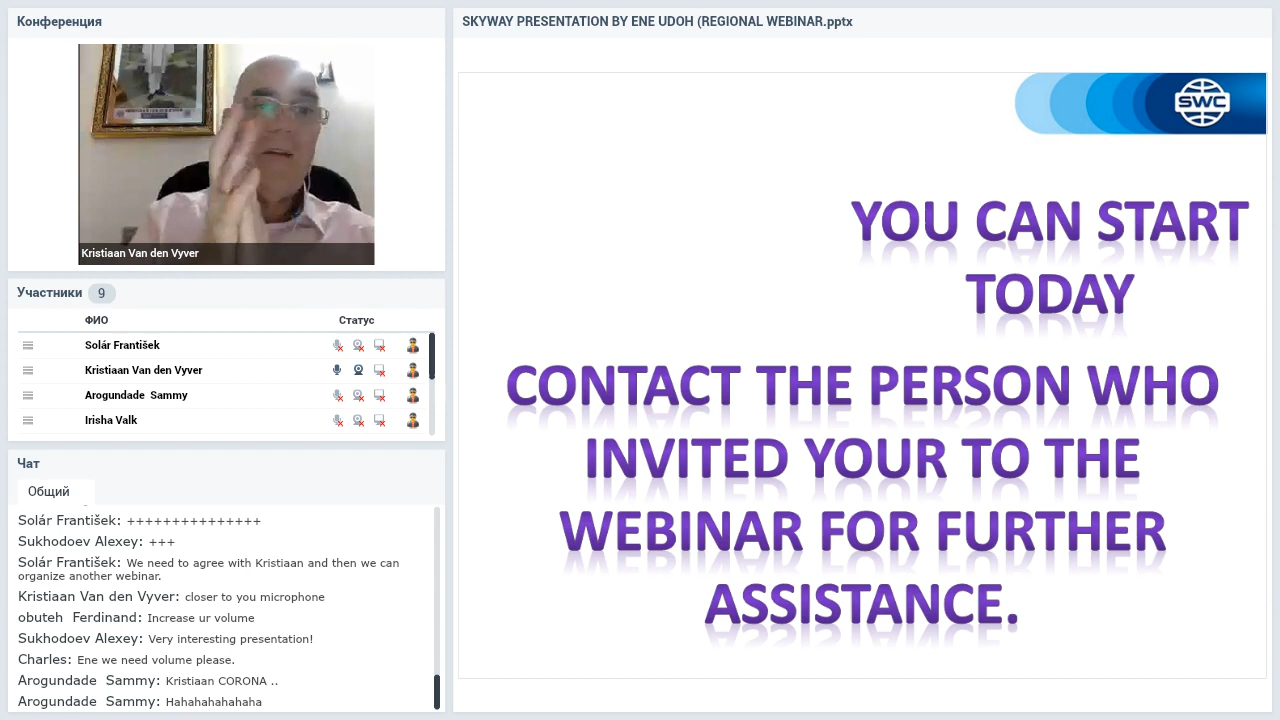 Конференция
Kristiaan Van den Vyver
Участники 9
ФИО Статус
Solár František
Kristiaan Van den Vyver
Arogundade Sammy
Irisha Valk
Чат
Общий
Solár František: +++++++++++++++
Sukhodoev Alexey: +++
Solár František: We need to agree with Kristiaan and then we can
organize another webinar.
Kristiaan Van den Vyver: closer to you microphone
obuteh Ferdinand: Increase ur volume
Sukhodoev Alexey: Very interesting presentation!
Charles: Ene we need volume please.
Arogundade Sammy: Kristiaan CORONA ..
Arogundade Sammy: Hahahahahahaha
SKYWAY PRESENTATION BY ENE UDOH (REGIONAL WEBINAR.pptx
SWC
YOU CAN START
TODAY
CONTACT THE PERSON WHO
INVITED YOUR TO THE
WEBINAR FOR FURTHER
ASSISTANCE.